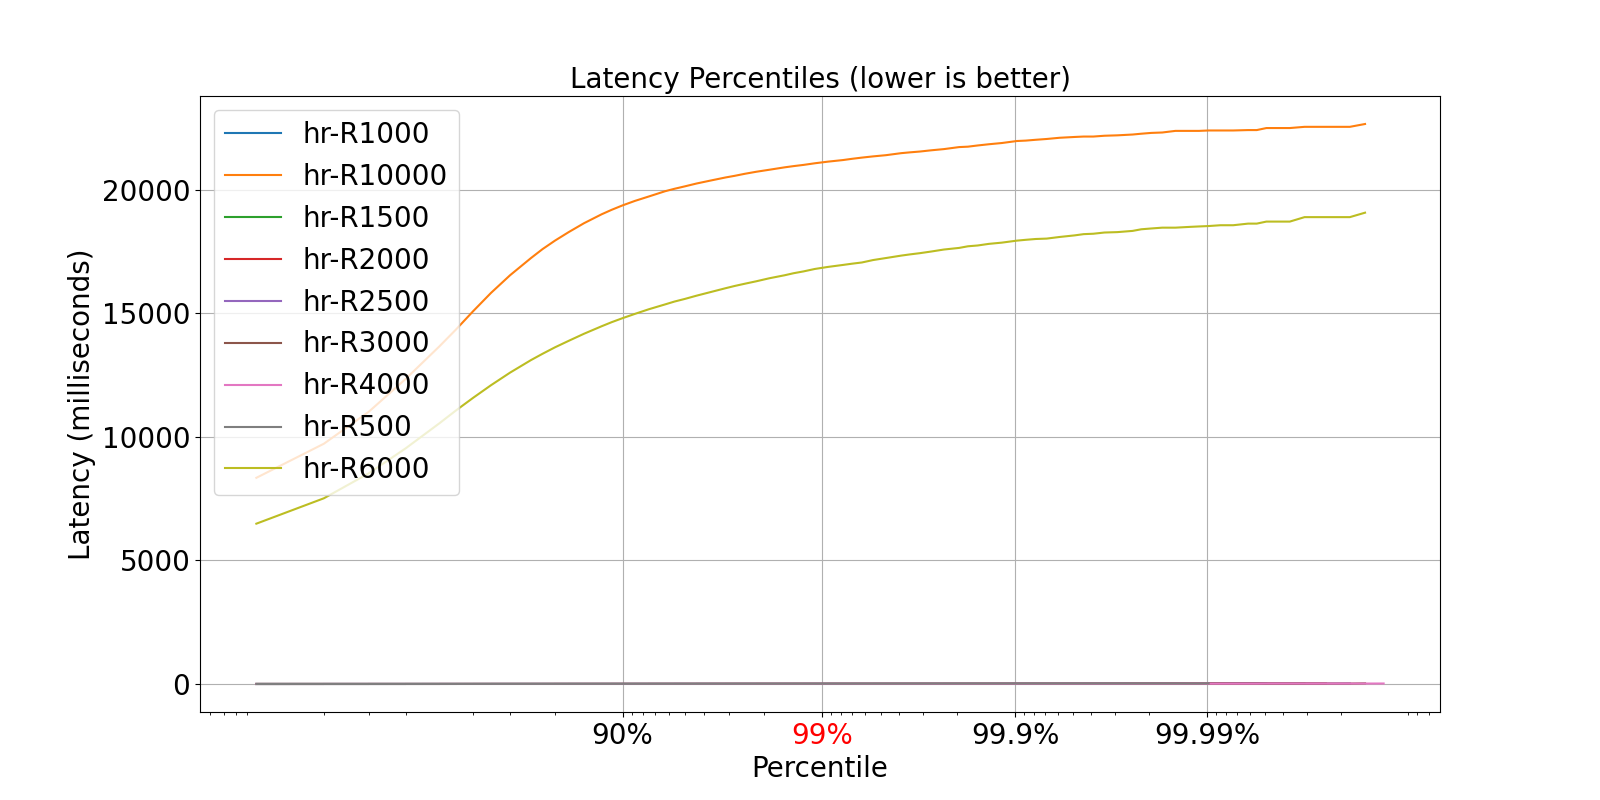 Latency Percentiles (lower is better)
hr-R1000
hr-R10000
hr-R1500
hr-R2000
hr-R2500
hr-R3000
hr-R4000
hr-R500
hr-R6000
Latency (milliseconds)
20000
15000
10000
5000
0
90%
99%
99.9%
99.99%
Percentile